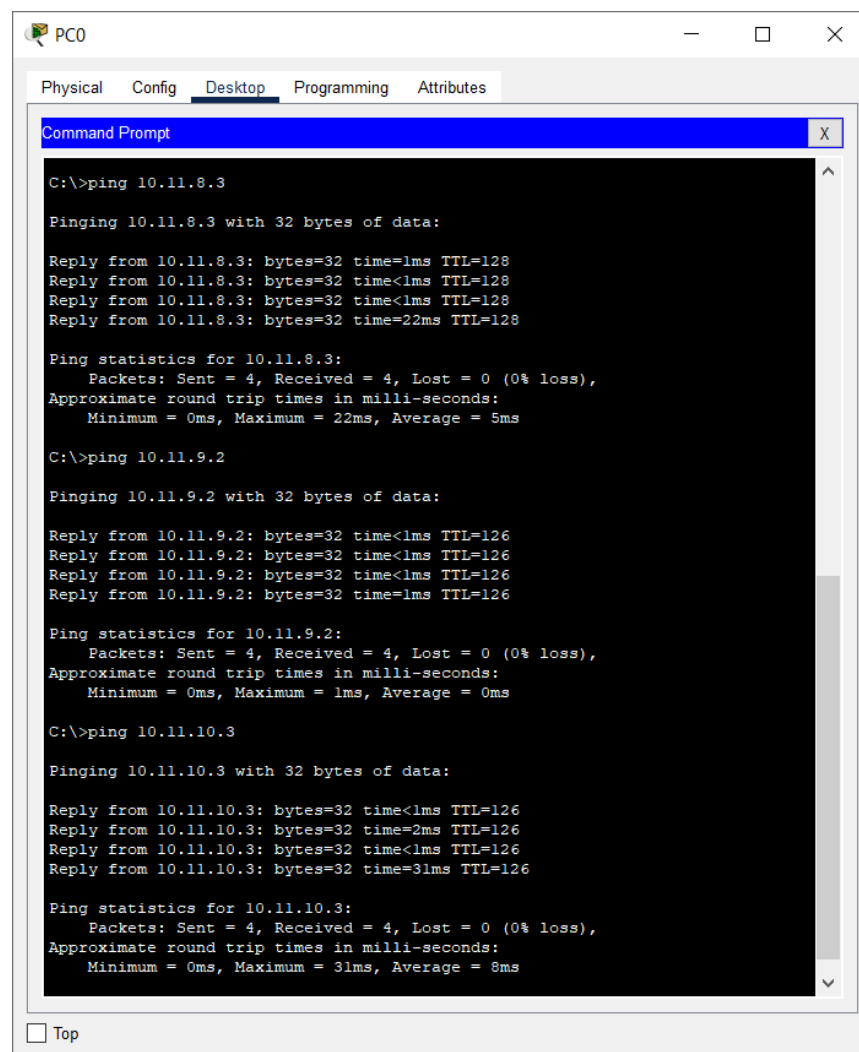 PC0
Physical Config Desktop Programming Attributes
Command Prompt X
C:\>ping 10.11.8.3
Pinging 10.11.8.3 with 32 bytes of data:
Reply from 10.11.8.3: bytes=32 time=1ms TTL=128
Reply from 10.11.8.3: bytes=32 time<1ms TTL=128
Reply from 10.11.8.3: bytes=32 time<1ms TTL=128
Reply from 10.11.8.3: bytes=32 time=22ms TTL=128
Ping statistics for 10.11.8.3:
Packets: Sent = 4, Received = 4, Lost = 0 (0% loss),
Approximate round trip times in milli-seconds:
Minimum = 0ms, Maximum = 22ms, Average = 5ms
C:\>ping 10.11.9.2
Pinging 10.11.9.2 with 32 bytes of data:
Reply from 10.11.9.2: bytes=32 time<1ms TTL=126
Reply from 10.11.9.2: bytes=32 time<1ms TTL=126
Reply from 10.11.9.2: bytes=32 time<1ms TTL=126
Reply from 10.11.9.2: bytes=32 time=1ms TTL=126
Ping statistics for 10.11.9.2:
Packets: Sent = 4, Received = 4, Lost = 0 (0% loss),
Approximate round trip times in milli-seconds:
Minimum = 0ms, Maximum = 1ms, Average = 0ms
C:\>ping 10.11.10.3
Pinging 10.11.10.3 with 32 bytes of data:
Reply from 10.11.10.3: bytes=32 time<1ms TTL=126
Reply from 10.11.10.3: bytes=32 time=2ms TTL=126
Reply from 10.11.10.3: bytes=32 time<1ms TTL=126
Reply from 10.11.10.3: bytes=32 time=31ms TTL=126
Ping statistics for 10.11.10.3:
Packets: Sent = 4, Received = 4, Lost = 0 (0% loss),
Approximate round trip times in milli-seconds:
Minimum = 0ms, Maximum = 31ms, Average = 8ms
Top